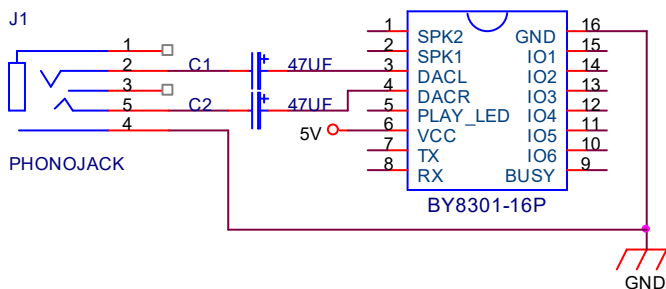 J1
1
2
3
5
4
PHONOJACK
C1
47UF
C2
47UF
5V
1
2
3
4
5
6
7
8
SPK2
SPK1
DACL
DACR
PLAY_LED
VCC
TX
RX
GND
IO1
IO2
IO3
IO4
IO5
IO6
BUSY
16
15
14
13
12
11
10
9
BY8301-16P
GND